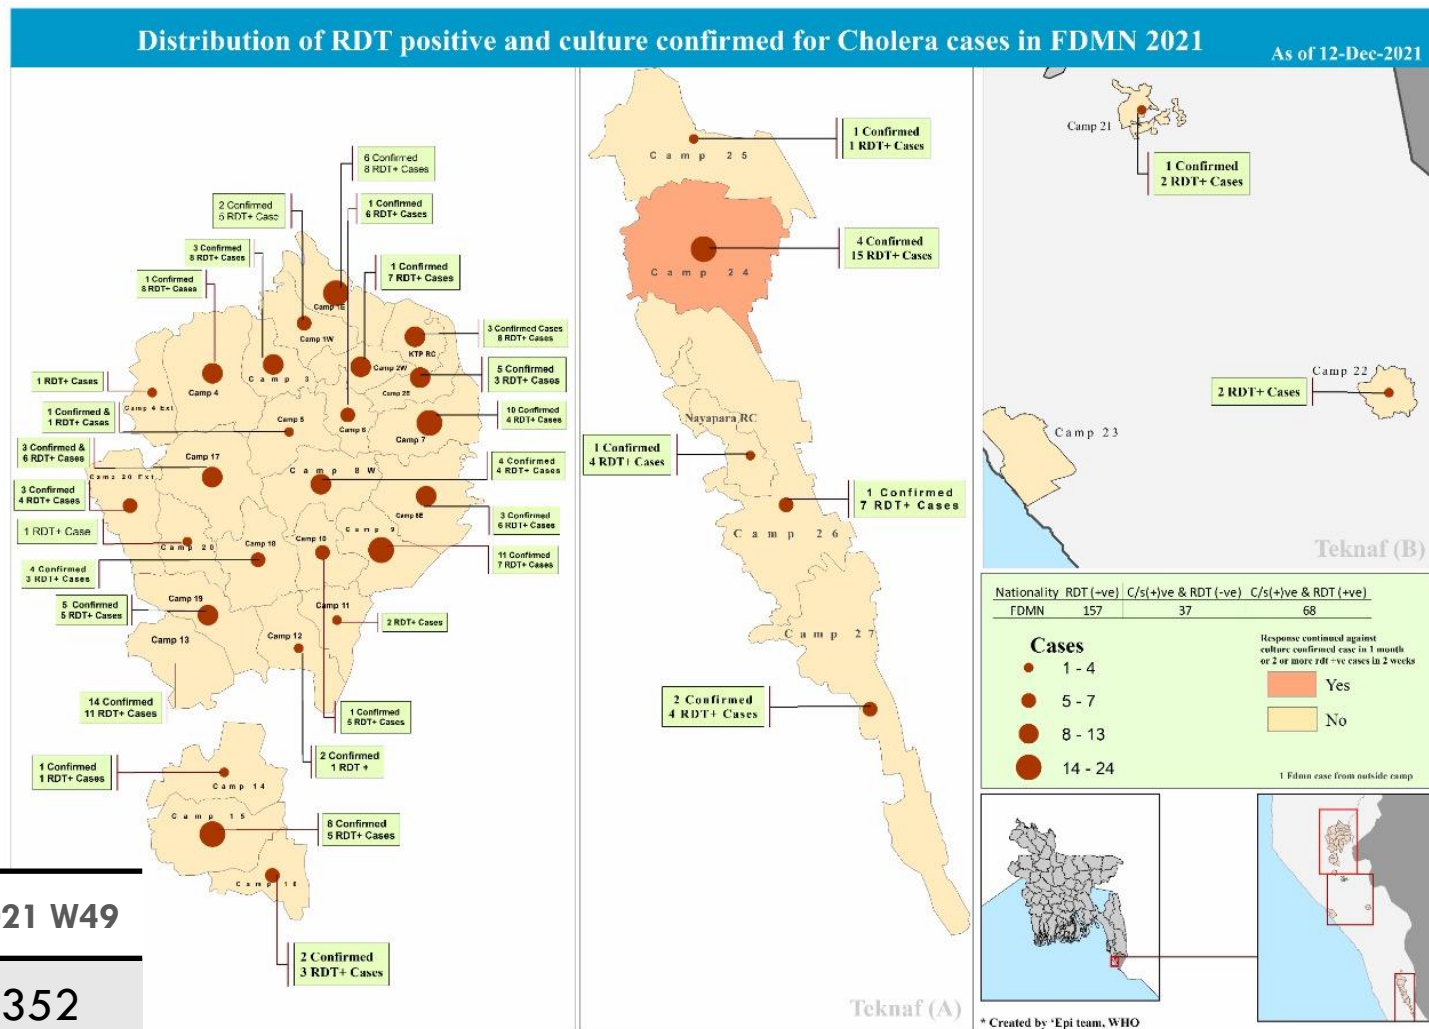 Distribution of RDT positive and culture confirmed for Cholera cases in FDMN 2021
As of 12-Dec-2021
6 Confirmed
8 RDT+ Cases
2 Confirmed
5 RDT+ Case
1 Confirmed
6 RDT+ Cases
3 Confirmed
8 RDT+ Cases
1 Confirmed
7 RDT+ Cases
1 Confirmed
8 RDT+ Cases
Camp 1E
Camp 1W
3 Confirmed Cases
8 RDT+ Cases
KTP RC
Camp 2W
Camp 3
Camp 4
5 Confirmed
3 RDT+ Cases
1 RDT+ Cases
Camp 2E
Camp 4 Ext
10 Confirmed
4 RDT+ Cases
1 Confirmed &
1 RDT+ Cases
Camp 5
Camp 6
Camp 7
3 Confirmed &
6 RDT+ Cases
Camp 17
Camp 8W
4 Confirmed
4 RDT+ Cases
Camp 20 Ext
3 Confirmed
4 RDT+ Cases
Camp 8E
3 Confirmed
6 RDT+ Cases
1 RDT+ Case
Camp 9
Camp 20
Camp 18
Camp 10
11 Confirmed
7 RDT+ Cases
4 Confirmed
3 RDT+ Cases
Camp 19
5 Confirmed
5 RDT+ Cases
Camp 11
2 RDT+ Cases
Camp 13
Camp 12
14 Confirmed
11 RDT+ Cases
1 Confirmed
5 RDT+ Cases
2 Confirmed
1 RDT +
1 Confirmed
1 RDT+ Cases
Camp 14
Camp 15
8 Confirmed
5 RDT+ Cases
2 Confirmed
3 RDT+ Cases
21 W49
352
1 Confirmed
1 RDT+ Cases
Camp 25
4 Confirmed
15 RDT+ Cases
Camp 24
Nayapara RC
1 Confirmed
4 RDT+ Cases
1 Confirmed
7 RDT+ Cases
Camp 26
Camp 27
2 Confirmed
4 RDT+ Cases
Teknaf (A)
Camp 21
1 Confirmed
2 RDT+ Cases
Camp 22
2 RDT+ Cases
Camp 23
Teknaf (B)
Nationality RDT (+ve) C/s(+)ve & RDT (-ve) C/s(+)ve & RDT (+ve)
FDMN 157 37 68
Cases
1 - 4
5 - 7
8 - 13
14 - 24
Response continued against
culture confirmed case in 1 month
or 2 or more rdt +ve cases in 2 weeks
Yes
No
1 Fdmn case from outside camp
* Created by 'Epi team, WHO